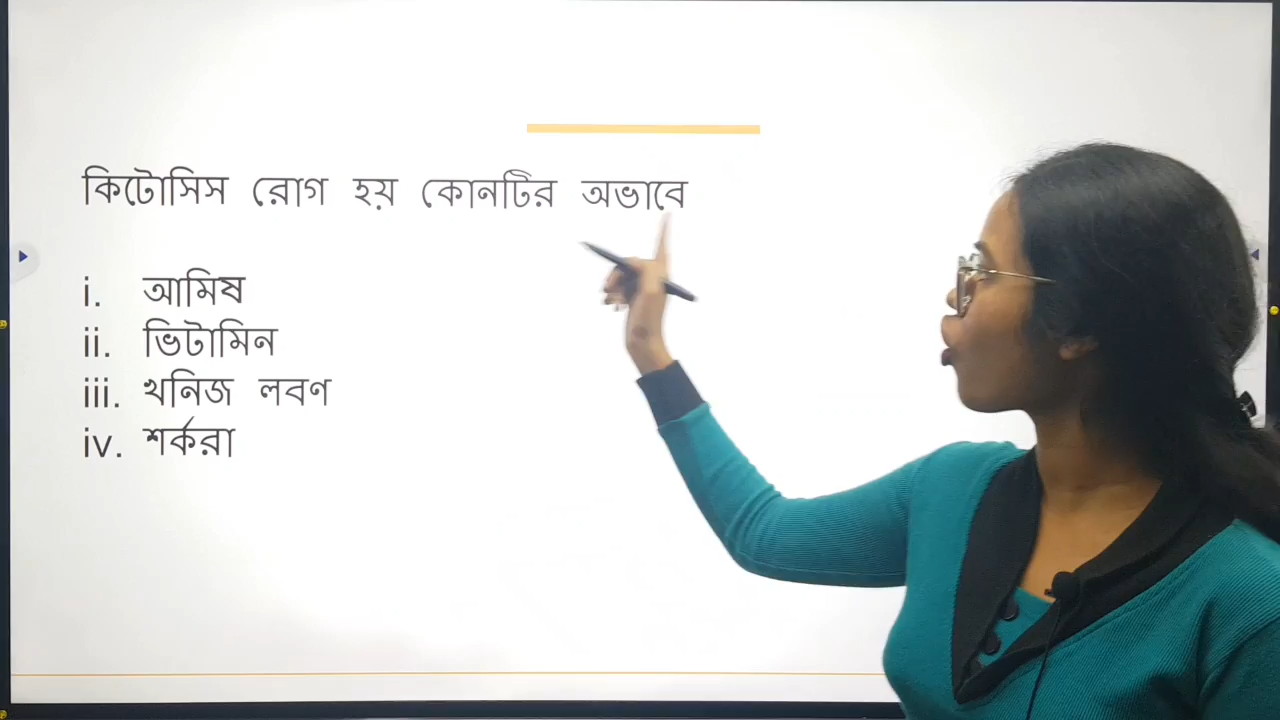 কিটোসিস রোগ হয় কোনটির অভাবে
i. আমিষ
ii. ভিটামিন
iii. খনিজ লবণ
iv. শর্করা